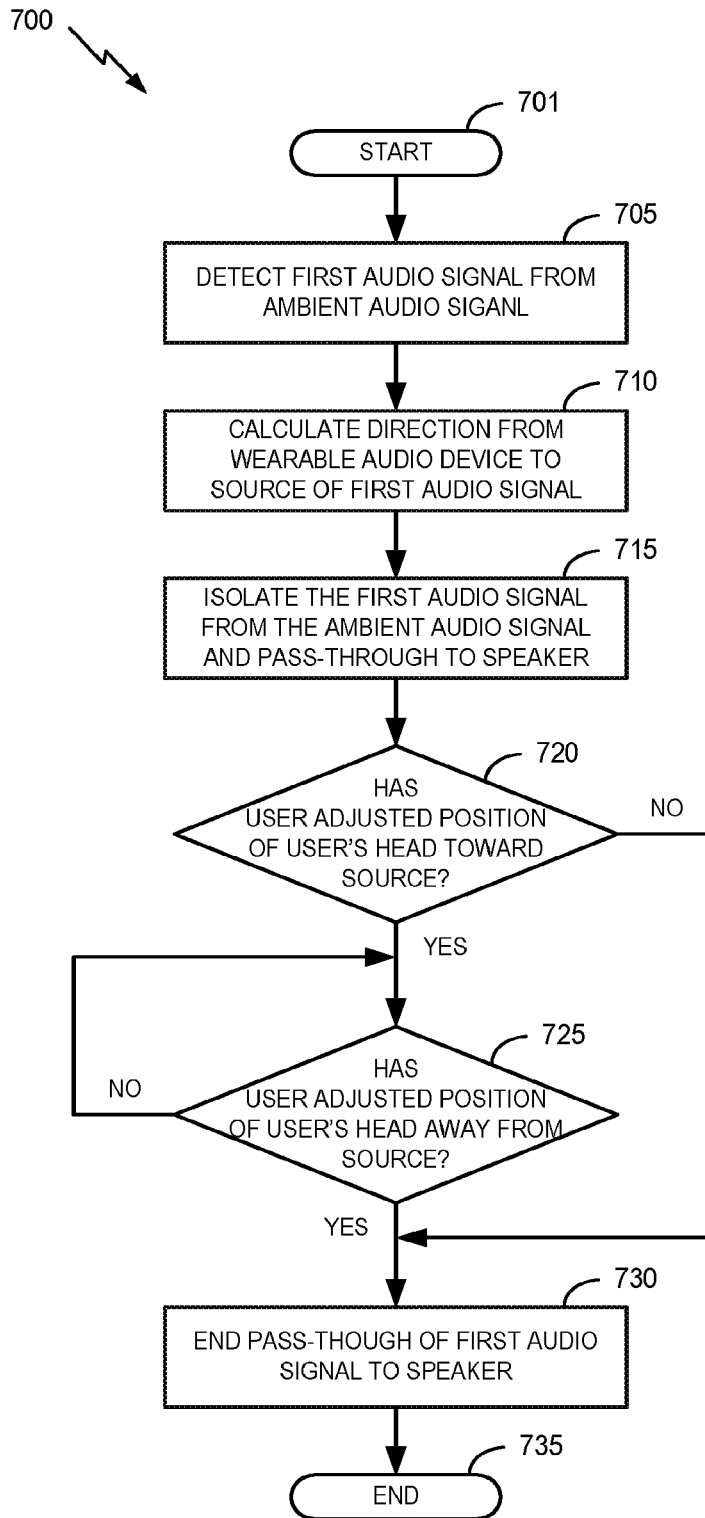 700
701
START
705
DETECT FIRST AUDIO SIGNAL FROM
AMBIENT AUDIO SIGANL
710
CALCULATE DIRECTION FROM
WEARABLE AUDIO DEVICE TO
SOURCE OF FIRST AUDIO SIGNAL
715
ISOLATE THE FIRST AUDIO SIGNAL
FROM THE AMBIENT AUDIO SIGNAL
AND PASS-THROUGH TO SPEAKER
720
HAS
USER ADJUSTED POSITION
OF USER'S HEAD TOWARD
SOURCE?
NO
YES
725
HAS
USER ADJUSTED POSITION
OF USER'S HEAD AWAY FROM
SOURCE?
NO
YES
730
END PASS-THOUGH OF FIRST AUDIO
SIGNAL TO SPEAKER
735
END